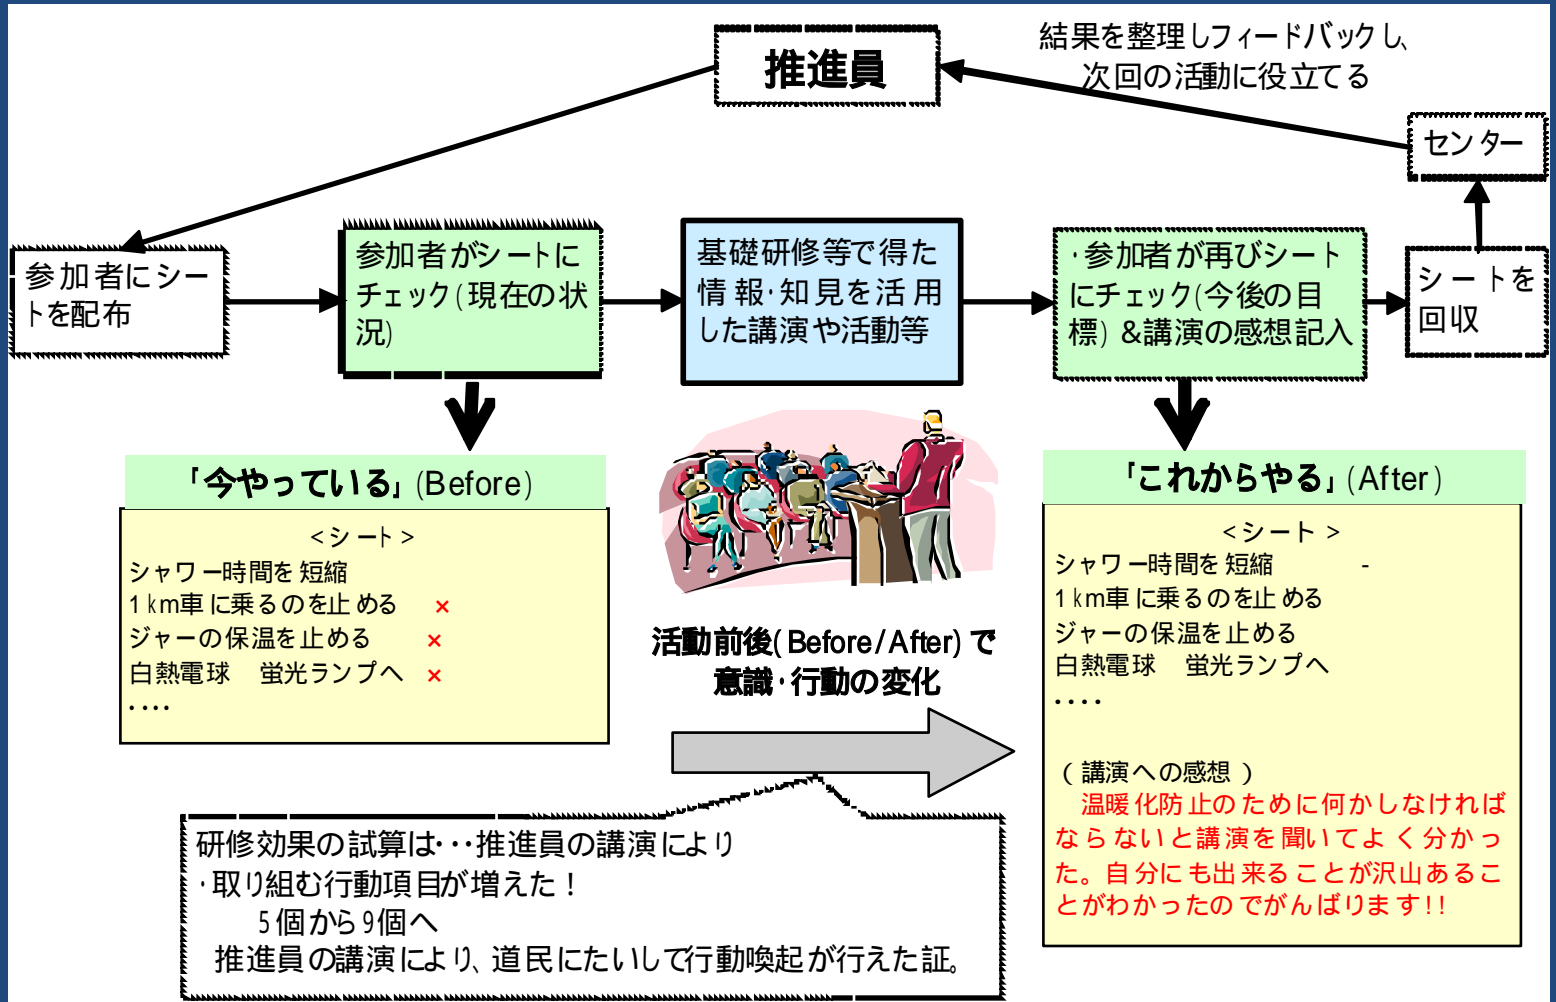 推進員
結果を整理しフィードバックし、
次回の活動に役立てる
センター
参加者にシー
トを配布
参加者がシートに
チェック(現在の状
況)
基礎研修等で得た
情報・知見を活用
した講演や活動等
・参加者が再びシート
にチェック(今後の目
標)&講演の感想記入
シートを
回収
「今やっている」(Before)
<シート>
シャワー時間を短縮
1km車に乗るのを止める ×
ジャーの保温を止める ×
白熱電球 蛍光ランプへ ×
・・・・
活動前後(Before/After)で
意識・行動の変化
「これからやる」(After)
<シート>
シャワー時間を短縮 -
1km車に乗るのを止める
ジャーの保温を止める
白熱電球 蛍光ランプへ
・・・・
(講演への感想)
温暖化防止のために何かしなければ
ならないと講演を聞いてよく分かっ
た。自分にも出来ることが沢山あるこ
とがわかったのでがんばります!!
研修効果の試算は・・・推進員の講演により
・取り組む行動項目が増えた!
5個から9個へ
推進員の講演により、道民にたいして行動喚起が行えた証。